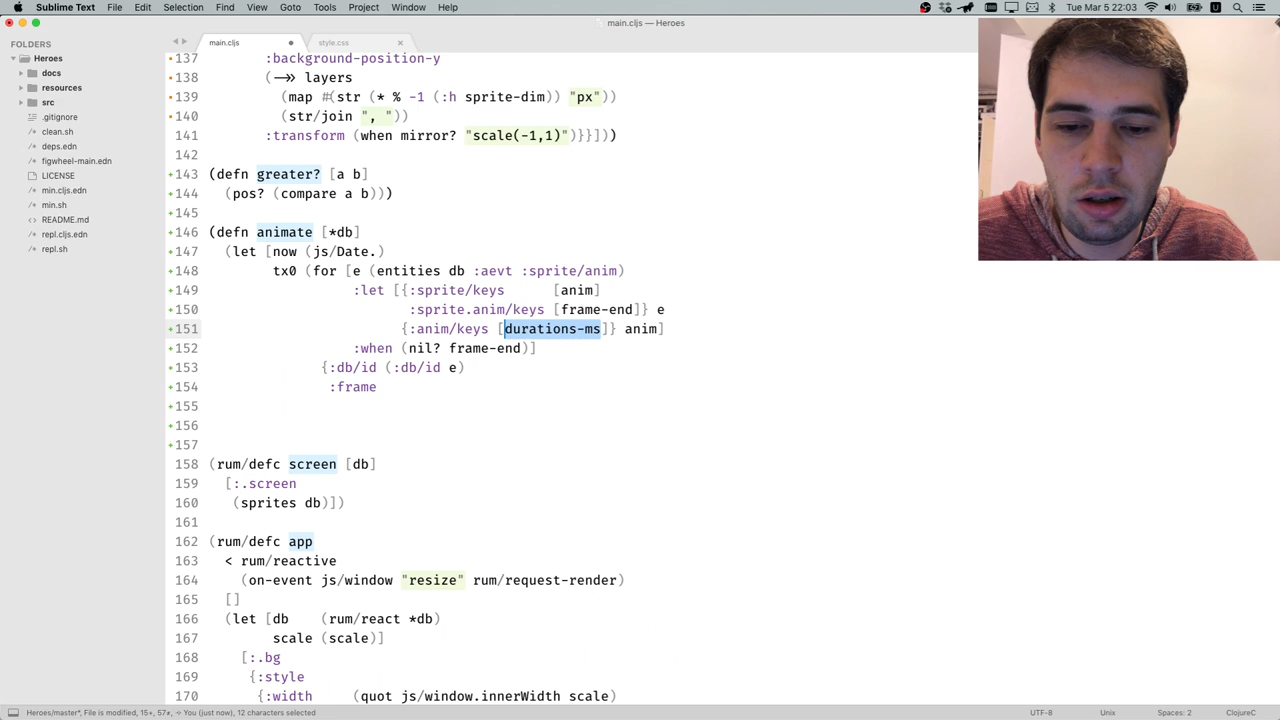 Sublime Text File Edit Selection Find View Goto Tools Project Window Help
Tue Mar 5 22:03
main.cljs — Heroes
FOLDERS
Heroes
docs
resources
src
.gitignore
clean.sh
deps.edn
figwheel-main.edn
LICENSE
min.cljs.edn
min.sh
README.md
repl.cljs.edn
repl.sh
main.cljs
style.css
137 :background-position-y
138 (->> layers
139 (map #(str (* % -1 (:h sprite-dim)) "px"))
140 (str/join ", "))
141 :transform (when mirror? "scale(-1,1)")}}]))
142
143 (defn greater? [a b]
144 (pos? (compare a b)))
145
146 (defn animate [*db]
147 (let [now (js/Date.)
148 tx0 (for [e (entities db :aevt :sprite/anim)
149 :let [{:sprite/keys [anim]
150 :sprite.anim/keys [frame-end]} e
151 {:anim/keys [durations-ms]} anim]
152 :when (nil? frame-end)]
153 {:db/id (:db/id e)
154 :frame
155
156
157
158 (rum/defc screen [db]
159 [:.screen
160 (sprites db)])
161
162 (rum/defc app
163 < rum/reactive
164 (on-event js/window "resize" rum/request-render)
165 []
166 (let [db (rum/react *db)
167 scale (scale)]
168 [:.bg
169 {:style
170 {:width (quot js/window.innerWidth scale)
Heroes/master*, File is modified, 15+, 57≠, ÷ You (just now), 12 characters selected
UTF-8 Unix Spaces: 2 ClojureC